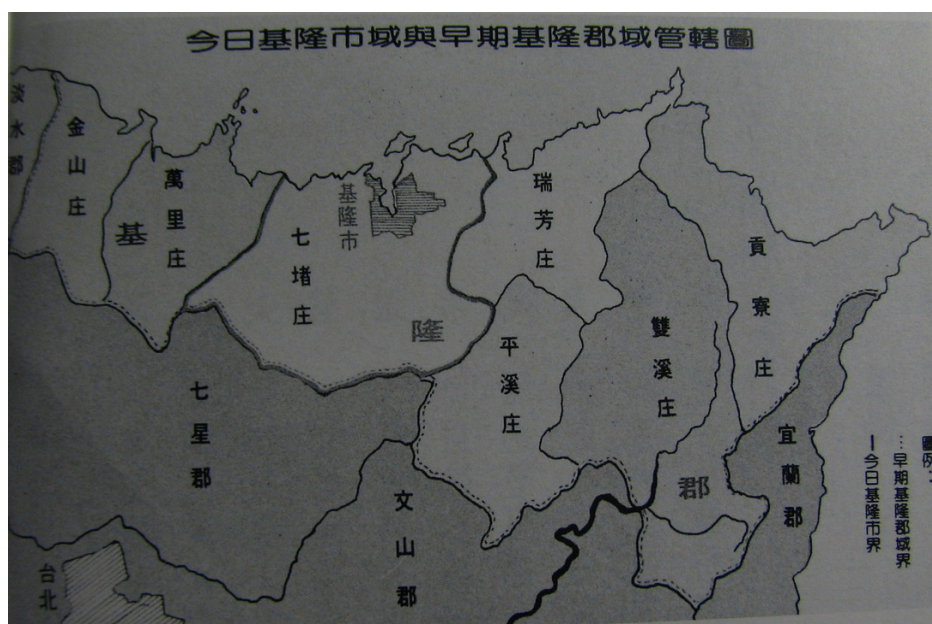 今日基隆市域與早期基隆郡域管轄圖
淡水郡
金山庄
萬里庄
基
七堵庄
基隆市
隆
瑞芳庄
平溪庄
雙溪庄
貢寮庄
郡
七星郡
文山郡
宜蘭郡
台北
圖例：
…早期基隆郡域界
ー今日基隆市界